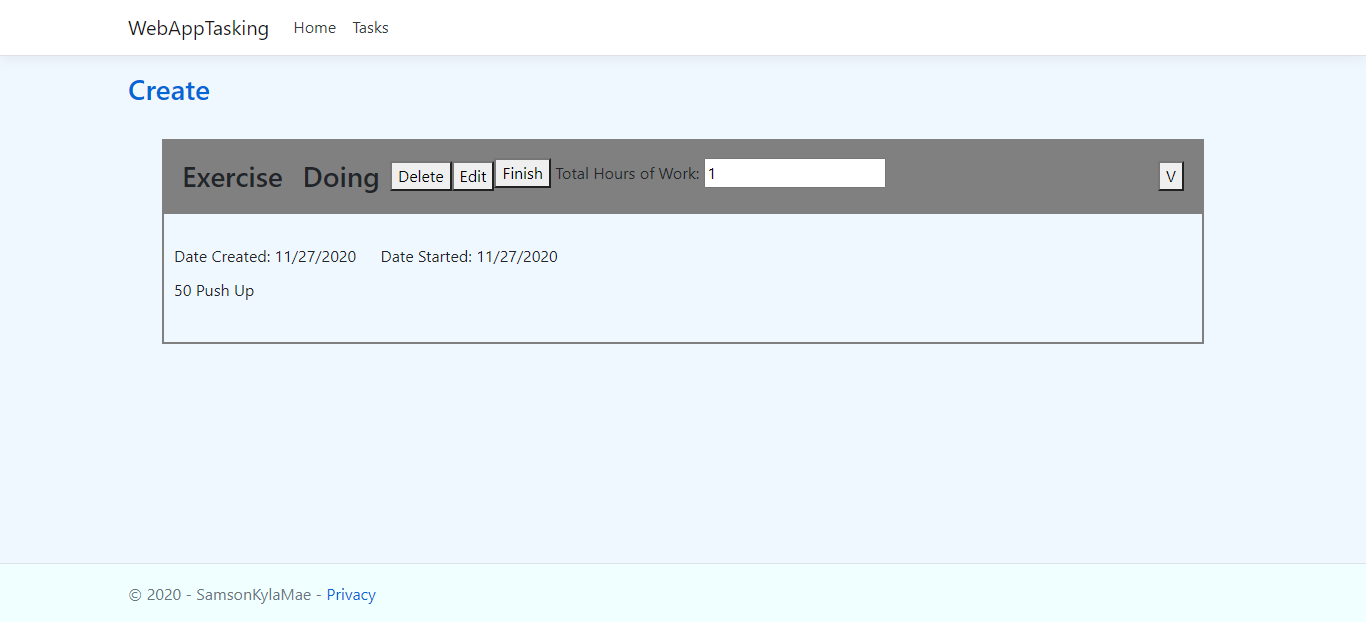 WebAppTasking Home Tasks
Create
Exercise Doing Delete Edit Finish Total Hours of Work: 1 V
Date Created: 11/27/2020 Date Started: 11/27/2020
50 Push Up
© 2020 - SamsonKylaMae - Privacy